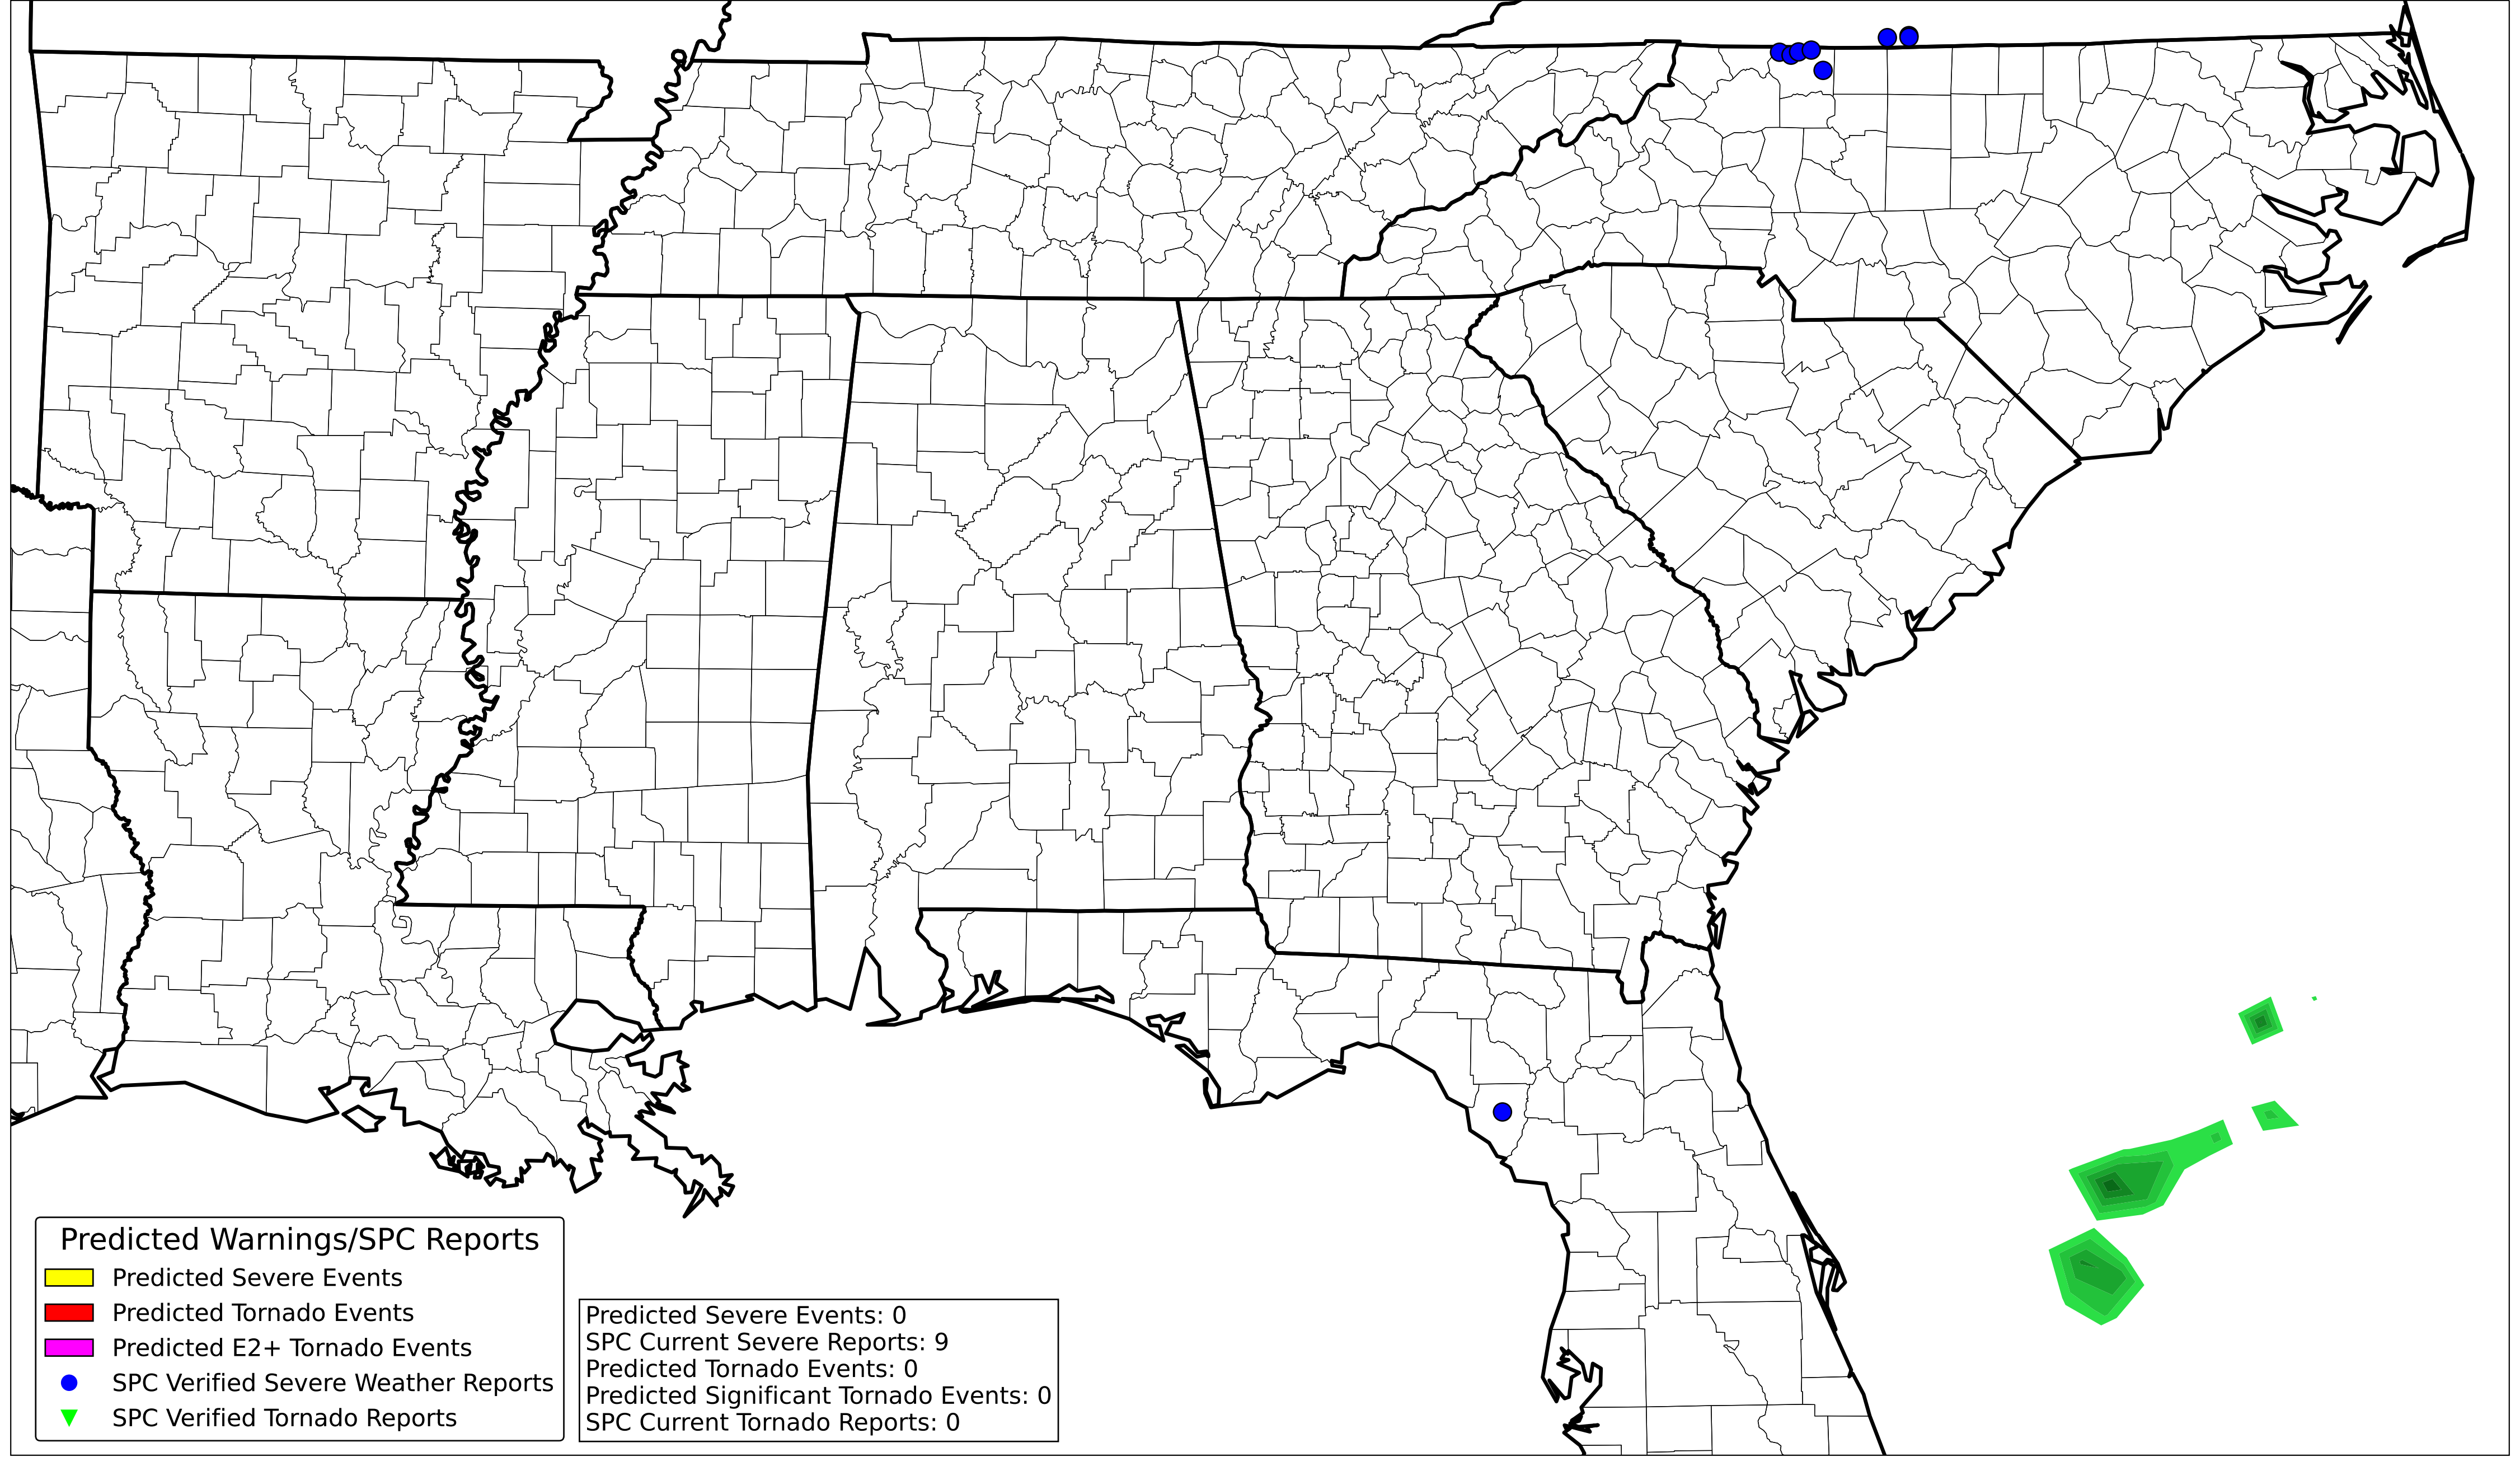 Predicted Warnings/SPC Reports
Predicted Severe Events
Predicted Tornado Events
Predicted E2+ Tornado Events
SPC Verified Severe Weather Reports
SPC Verified Tornado Reports
Predicted Severe Events: 0
SPC Current Severe Reports: 9
Predicted Tornado Events: 0
Predicted Significant Tornado Events: 0
SPC Current Tornado Reports: 0